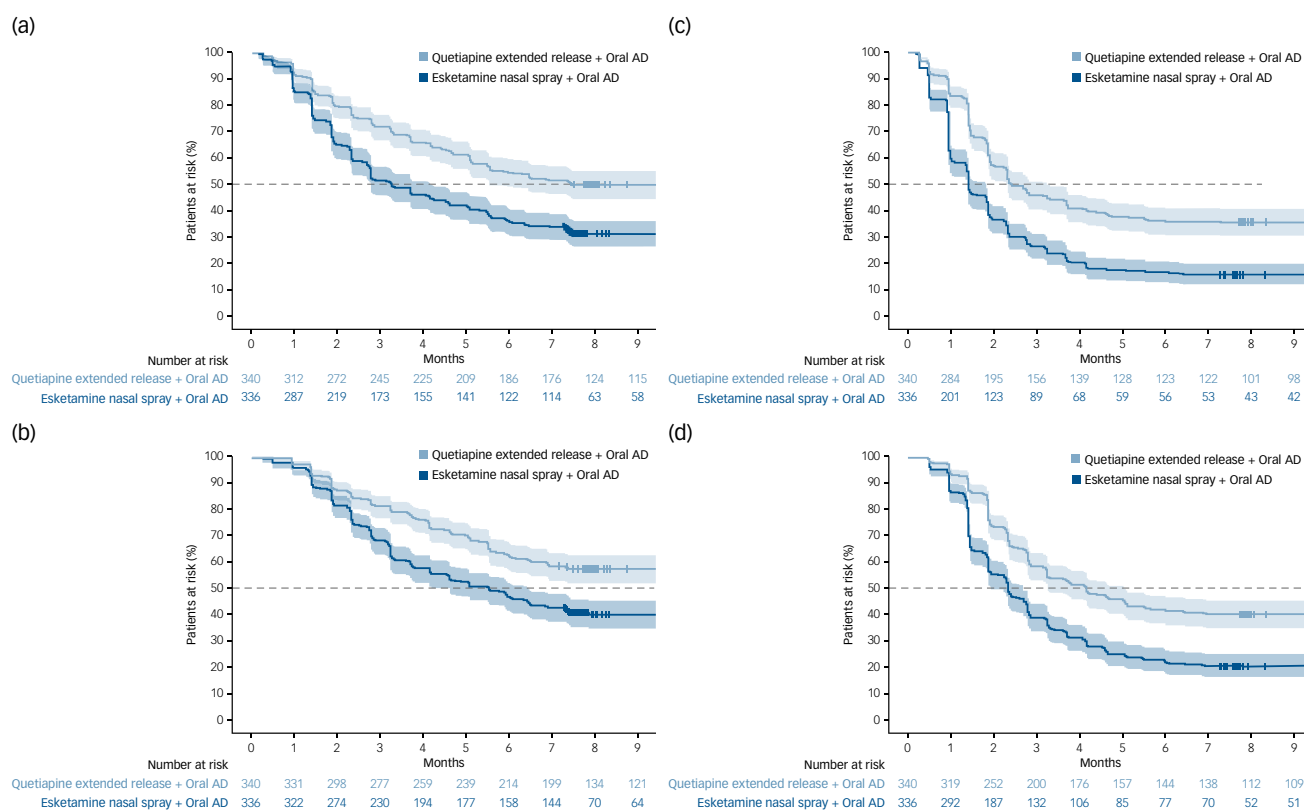 (a)
Quetiapine extended release + Oral AD
Esketamine nasal spray + Oral AD
Patients at risk (%)
100
90
80
70
60
50
40
30
20
10
0
0 1 2 3 4 5 6 7 8 9
Months
Number at risk
Quetiapine extended release + Oral AD 340 312 272 245 225 209 186 176 124 115
Esketamine nasal spray + Oral AD 336 287 219 173 155 141 122 114 63 58
(c)
Quetiapine extended release + Oral AD
Esketamine nasal spray + Oral AD
Patients at risk (%)
100
90
80
70
60
50
40
30
20
10
0
0 1 2 3 4 5 6 7 8 9
Months
Number at risk
Quetiapine extended release + Oral AD 340 284 195 156 139 128 123 122 101 98
Esketamine nasal spray + Oral AD 336 201 123 89 68 59 56 53 43 42
(b)
Quetiapine extended release + Oral AD
Esketamine nasal spray + Oral AD
Patients at risk (%)
100
90
80
70
60
50
40
30
20
10
0
0 1 2 3 4 5 6 7 8 9
Months
Number at risk
Quetiapine extended release + Oral AD 340 331 298 277 259 239 214 199 134 121
Esketamine nasal spray + Oral AD 336 322 274 230 194 177 158 144 70 64
(d)
Quetiapine extended release + Oral AD
Esketamine nasal spray + Oral AD
Patients at risk (%)
100
90
80
70
60
50
40
30
20
10
0
0 1 2 3 4 5 6 7 8 9
Months
Number at risk
Quetiapine extended release + Oral AD 340 319 252 200 176 157 144 138 112 109
Esketamine nasal spray + Oral AD 336 292 187 132 106 85 77 70 52 51